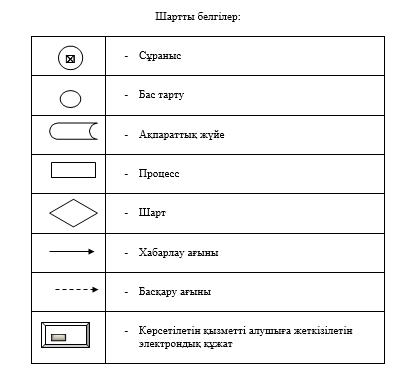 Шартты белгілер:
- Сұраныс
- Бас тарту
- Ақпараттық жүйе
- Процесс
- Шарт
- Хабарлау ағыны
- Басқару ағыны
- Көрсетілетін қызметті алушыға жеткізілетін
электрондық құжат